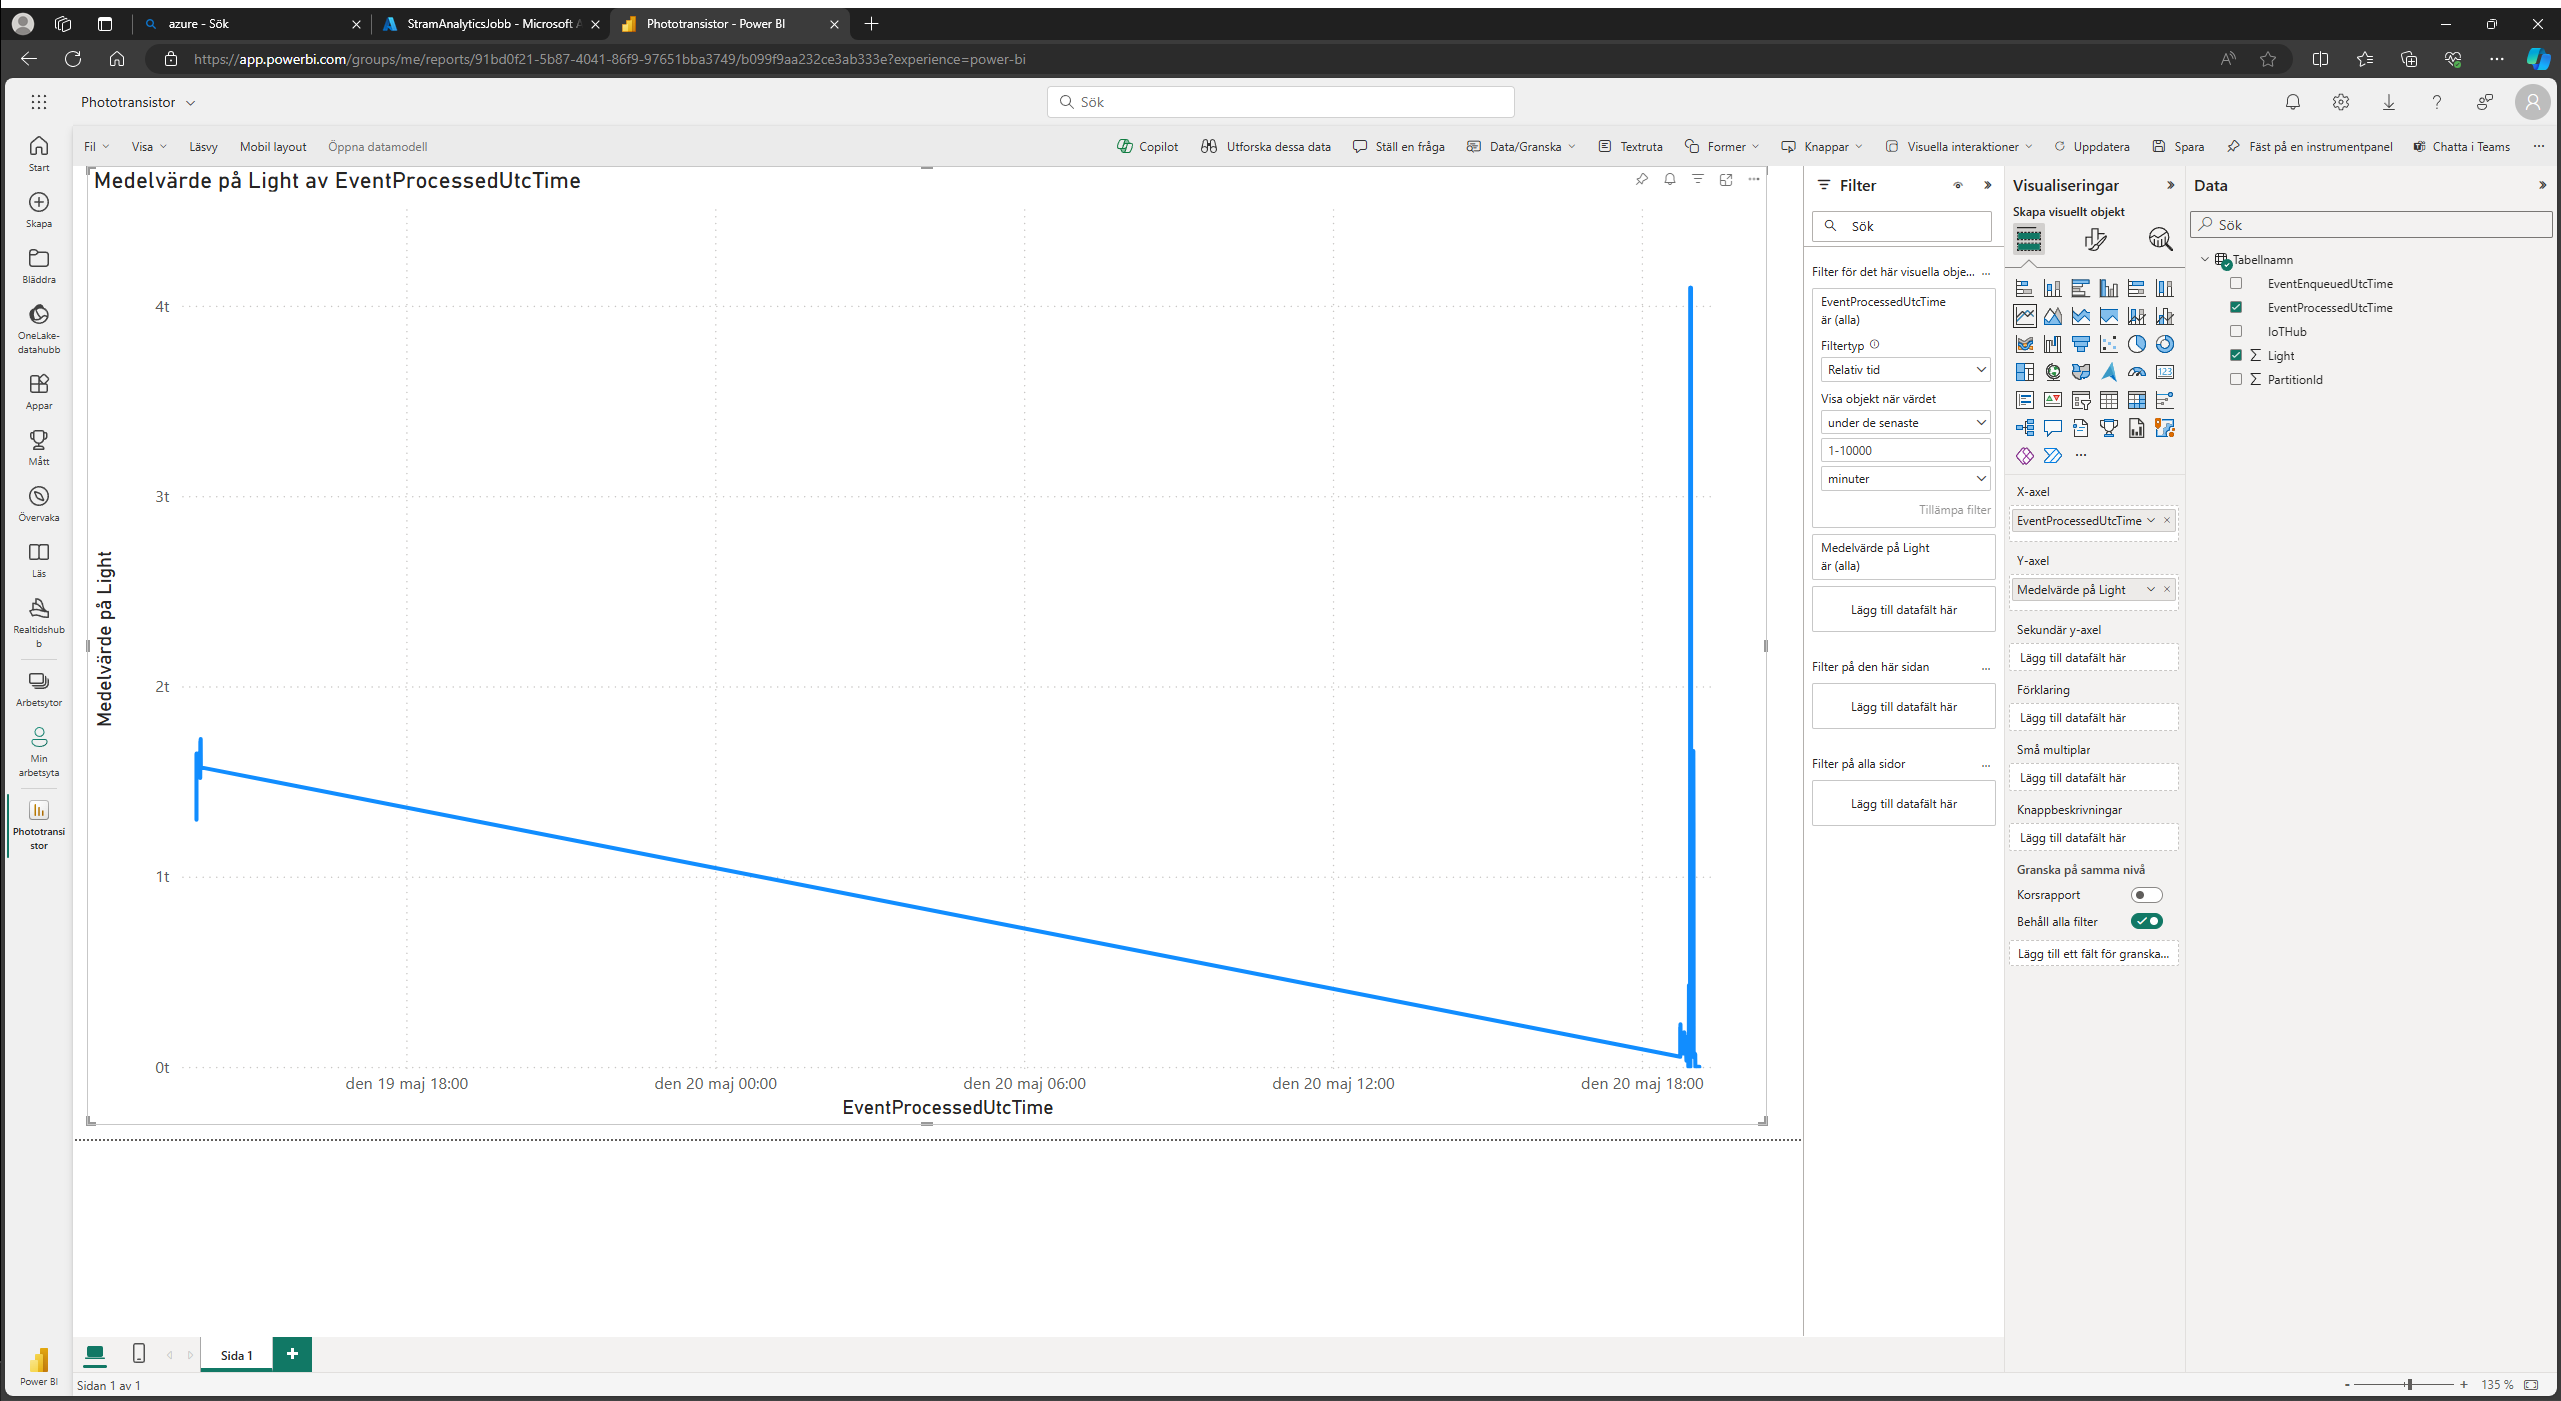 azure - Sök
StramAnalyticsJobb - Microsoft A
Phototransistor - Power BI
https://app.powerbi.com/groups/me/reports/91bd0f21-5b87-4041-86f9-97651bba3749/b099f9aa232ce3ab333e?experience=power-bi
Phototransistor
Sök
Fil
Visa
Läsvy
Mobil layout
Öppna datamodell
Copilot
Utforska dessa data
Ställ en fråga
Data/Granska
Textruta
Former
Knappar
Visuella interaktioner
Uppdatera
Spara
Fäst på en instrumentpanel
Chatta i Teams
Start
Skapa
Bläddra
OneLake-
datahubb
Appar
Mått
Övervaka
Läs
Realtidshub
b
Arbetsytor
Min
arbetsyta
Phototransi
stor
Power BI
Medelvärde på Light av EventProcessedUtcTime
Medelvärde på Light
4t
3t
2t
1t
0t
den 19 maj 18:00
den 20 maj 00:00
den 20 maj 06:00
den 20 maj 12:00
den 20 maj 18:00
EventProcessedUtcTime
Filter
Sök
Filter för det här visuella obje...
EventProcessedUtcTime
är (alla)
Filtertyp
Relativ tid
Visa objekt när värdet
under de senaste
1-10000
minuter
Tillämpa filter
Medelvärde på Light
är (alla)
Lägg till datafält här
Filter på den här sidan
Lägg till datafält här
Filter på alla sidor
Lägg till datafält här
Visualiseringar
Skapa visuellt objekt
123
X-axel
EventProcessedUtcTime
Y-axel
Medelvärde på Light
Sekundär y-axel
Lägg till datafält här
Förklaring
Lägg till datafält här
Små multiplar
Lägg till datafält här
Knappbeskrivningar
Lägg till datafält här
Granska på samma nivå
Korsrapport
Behåll alla filter
Lägg till ett fält för granska...
Data
Sök
Tabellnamn
EventEnqueuedUtcTime
EventProcessedUtcTime
IoTHub
Light
PartitionId
Sida 1
Sidan 1 av 1
- + 135 %